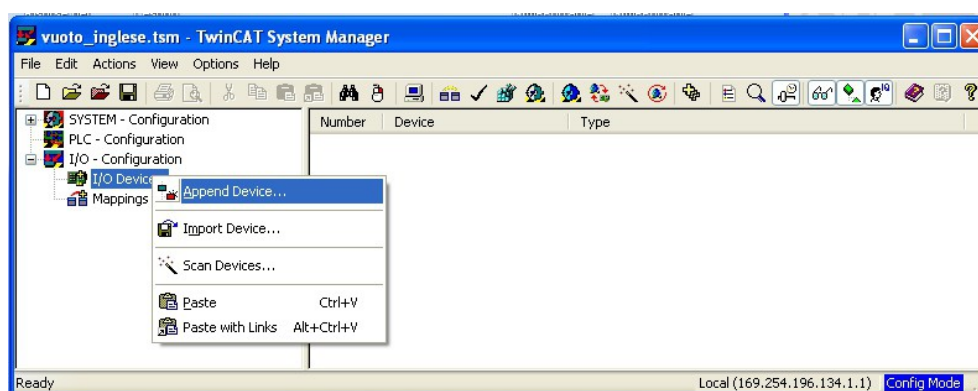 vuoto_inglese.tsm - TwinCAT System Manager
File Edit Actions View Options Help
SYSTEM - Configuration
PLC - Configuration
I/O - Configuration
I/O Device
Mappings
Number Device Type
Append Device...
Import Device...
Scan Devices...
Paste Ctrl+V
Paste with Links Alt+Ctrl+V
Ready Local (169.254.196.134.1.1) Config Mode